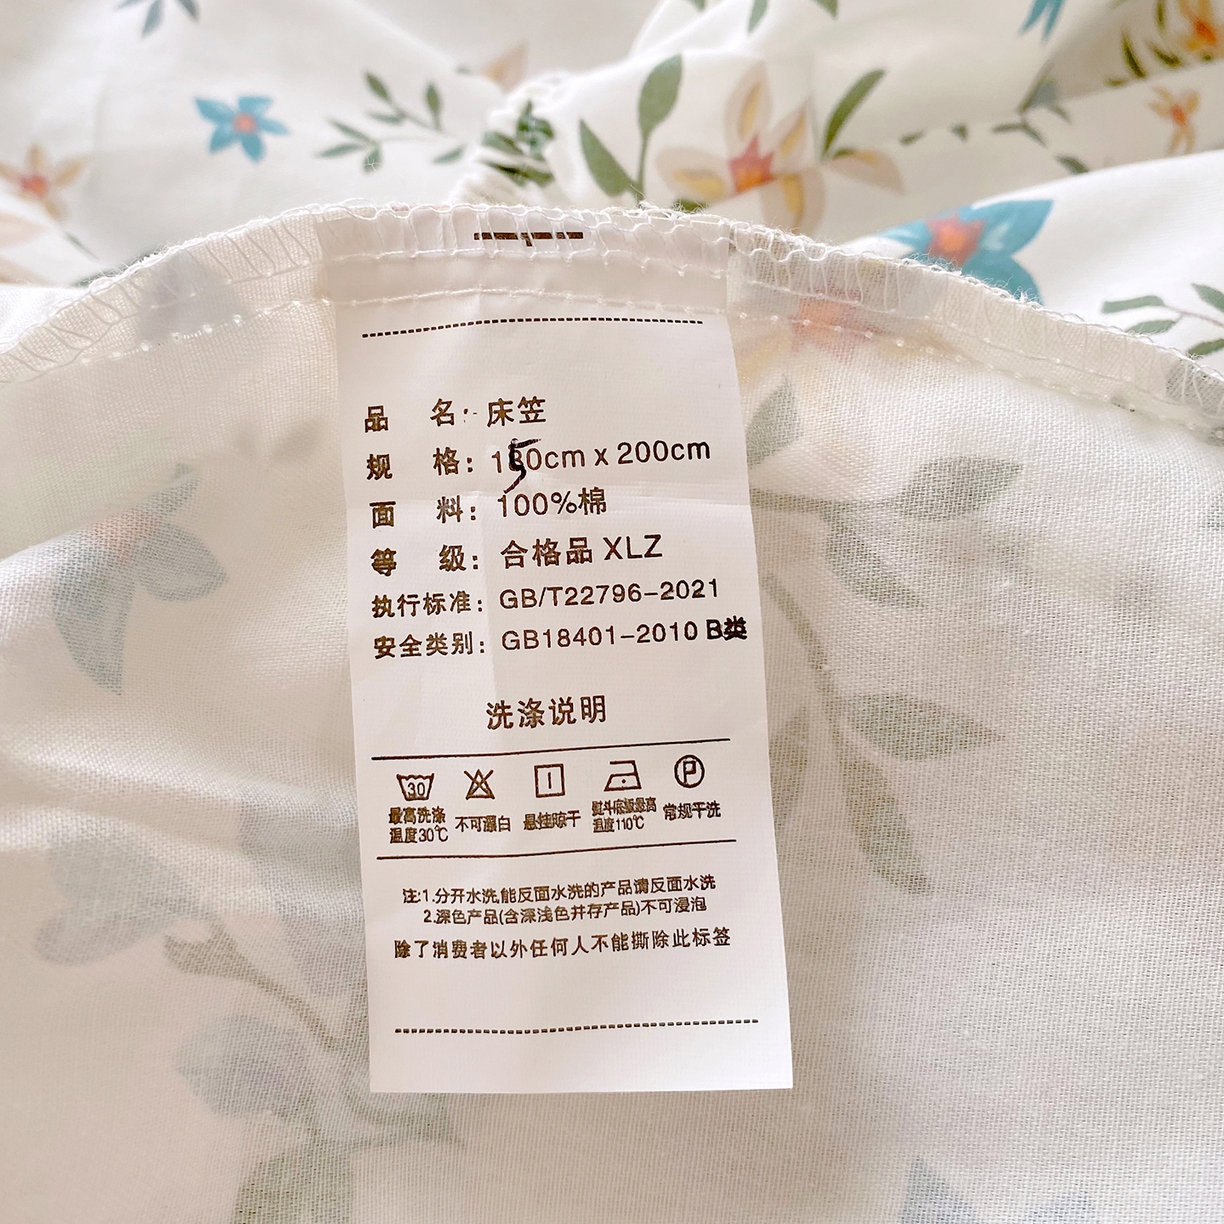 品 名: 床笠
规 格: 150cm x 200cm
面 料: 100%棉
等 级: 合格品 XLZ
执行标准: GB/T22796-2021
安全类别: GB18401-2010 B类
洗涤说明
30
P
最高洗涤温度30℃
不可漂白
悬挂晾干
熨斗底板最高温度110℃
常规干洗
注:1.分开水洗,能反面水洗的产品请反面水洗
2.深色产品(含深浅色并存产品)不可浸泡
除了消费者以外任何人不能撕除此标签